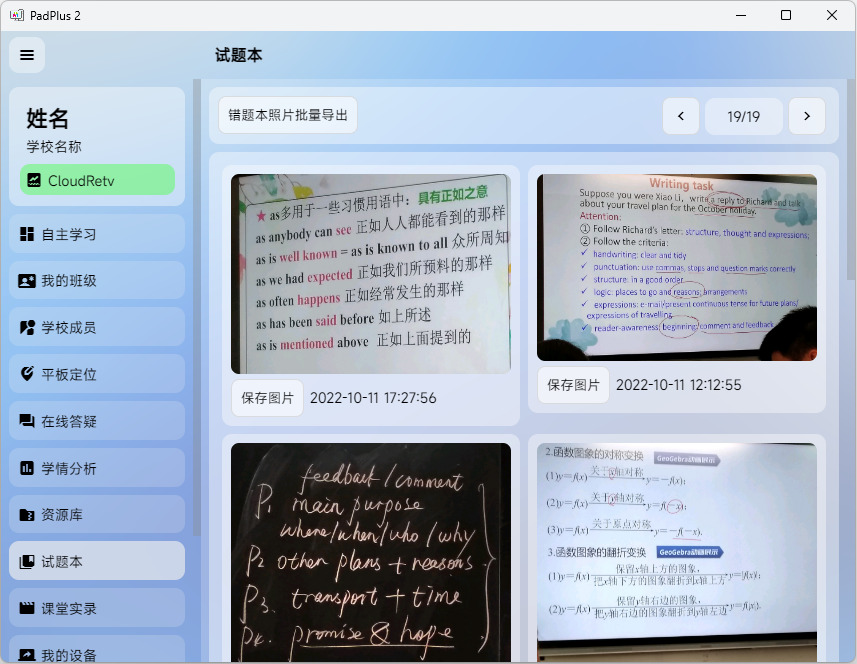 PadPlus 2
试题本
姓名
学校名称
CloudRetv
自主学习
我的班级
学校成员
平板定位
在线答疑
学情分析
资源库
试题本
课堂实录
我的设备
错题本照片批量导出
19/19
★ as多用于一些习惯用语中：具有正如之意
as anybody can see 正如人人都能看到的那样
as is well known = as is known to all 众所周知
as we had expected 正如我们所预料的那样
as often happens 正如经常发生的那样
as has been said before 如上所述
as is mentioned above 正如上面提到的
保存图片 2022-10-11 17:27:56
Writing task
Suppose you were Xiao Li, write a reply to Richard and talk
about your travel plan for the October holiday.
Attention:
① Follow Richard's letter: structure, thought and expressions;
② Follow the criteria:
✓ handwriting: clear and tidy
✓ punctuation: use commas, stops and question marks correctly
✓ structure: in a good order
✓ logic: places to go and reasons, arrangements
✓ expressions: e-mail/present continuous tense for future plans/
expressions of travelling
✓ reader-awareness: beginning/comment and feedback
保存图片 2022-10-11 12:12:55
feedback/comment
P1 main purpose
where/when/who/why
P2 other plans + reasons
P3. transport + time
P4. promise & hope
2.函数图象的对称变换 GeoGebra动画展示
(1)y=f(x) 关于x轴对称 y=-f(x);
(2)y=f(x) 关于y轴对称 y=f(-x);
(3)y=f(x) 关于原点对称 y=-f(-x).
3.函数图象的翻折变换 GeoGebra动画展示
(1)y=f(x) 保留x轴上方的图象, 把x轴下方的图象翻折到x轴上方 y=|f(x)|;
(2)y=f(x) 保留y轴右边的图象, 把y轴右边的图象翻折到y轴左边 y=f(|x|).